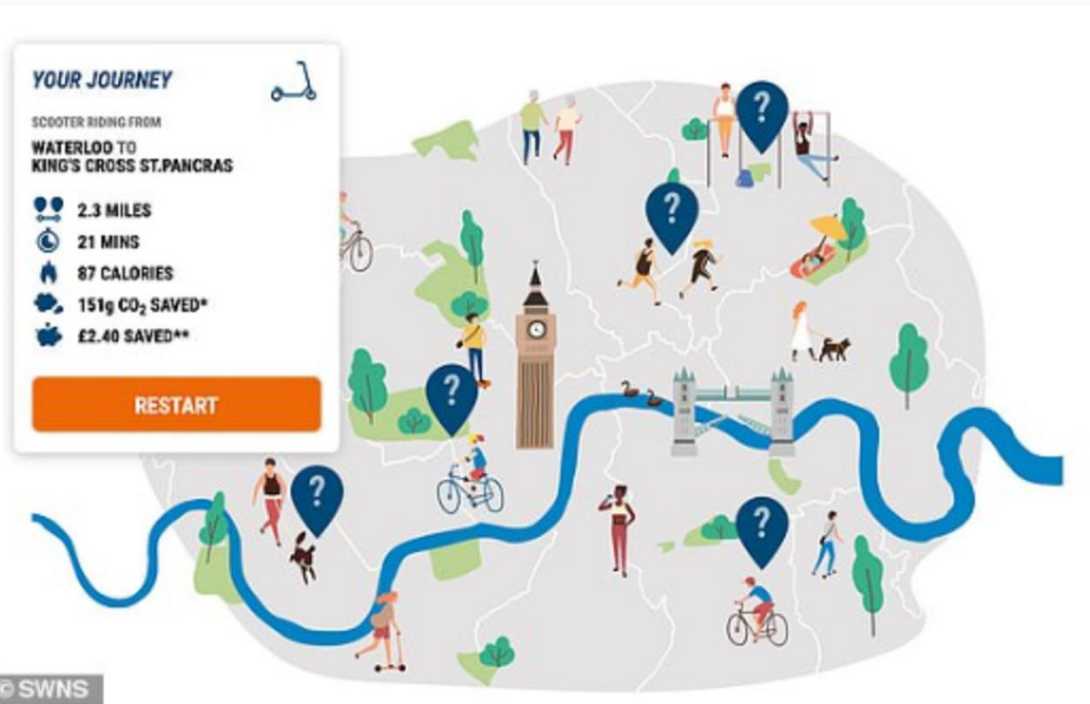 YOUR JOURNEY
SCOOTER RIDING FROM
WATERLOO TO
KING'S CROSS ST.PANCRAS
2.3 MILES
21 MINS
87 CALORIES
151g CO₂ SAVED*
£2.40 SAVED**
RESTART
?
?
?
?
?
© SWNS